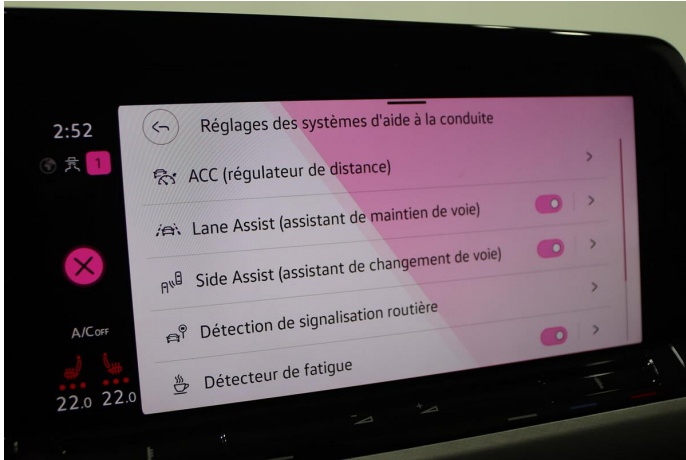 2:52
1
A/C OFF
22.0 22.0
Réglages des systèmes d'aide à la conduite
ACC (régulateur de distance)
Lane Assist (assistant de maintien de voie)
Side Assist (assistant de changement de voie)
Détection de signalisation routière
Détecteur de fatigue